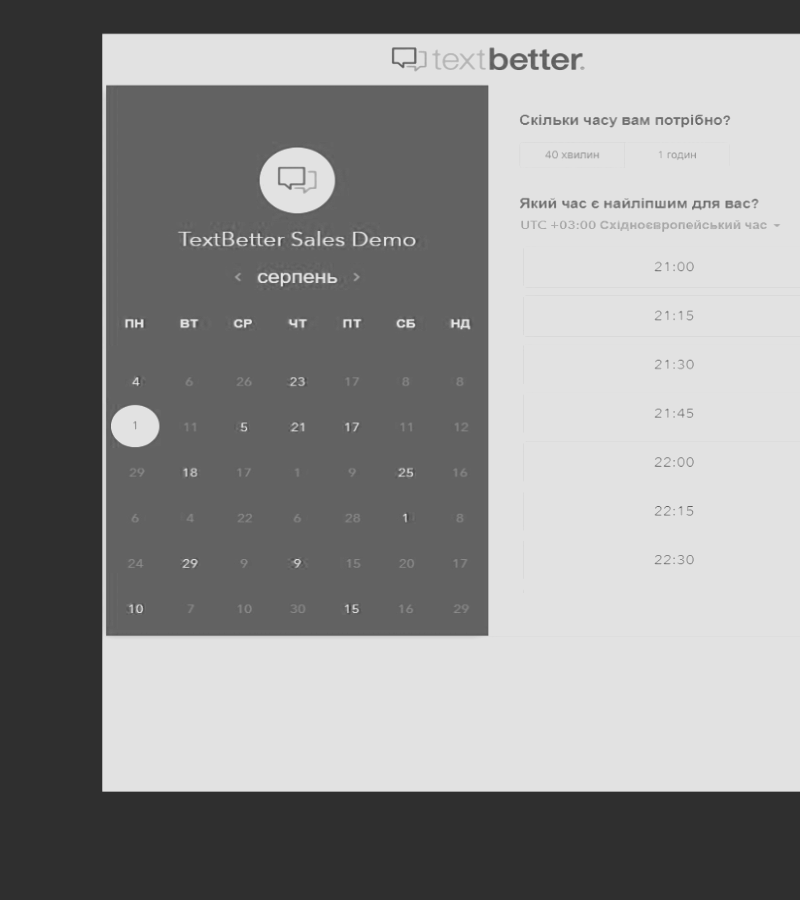 textbetter.
TextBetter Sales Demo
‹ серпень ›
ПН ВТ СР ЧТ ПТ СБ НД
4 6 26 23 17 8 8
1 11 5 21 17 11 12
29 18 17 1 9 25 16
6 4 22 6 28 1 8
24 29 9 9 15 20 17
10 7 10 30 15 16 29
Скільки часу вам потрібно?
40 хвилин 1 годин
Який час є найліпшим для вас?
UTC +03:00 Східноєвропейський час
21:00
21:15
21:30
21:45
22:00
22:15
22:30